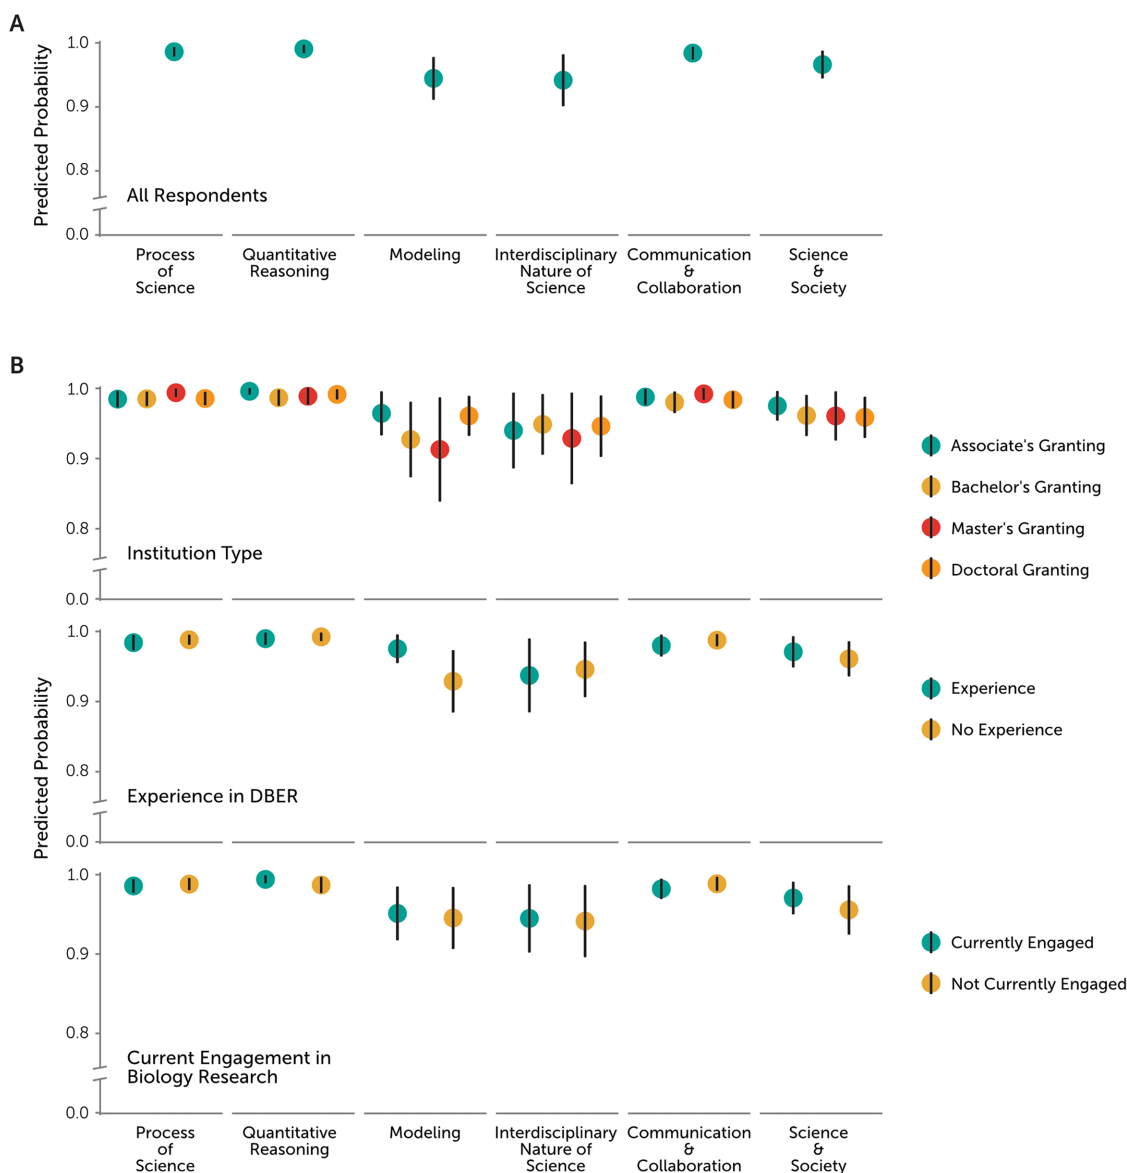 A
Predicted Probability
1.0
0.9
0.8
0.0
All Respondents
Process
of
Science
Quantitative
Reasoning
Modeling
Interdisciplinary
Nature of
Science
Communication
&
Collaboration
Science
&
Society
B
Predicted Probability
1.0
0.9
0.8
0.0
Institution Type
Associate's Granting
Bachelor's Granting
Master's Granting
Doctoral Granting
1.0
0.9
0.8
0.0
Experience in DBER
Experience
No Experience
1.0
0.9
0.8
0.0
Current Engagement in
Biology Research
Currently Engaged
Not Currently Engaged
Process
of
Science
Quantitative
Reasoning
Modeling
Interdisciplinary
Nature of
Science
Communication
&
Collaboration
Science
&
Society